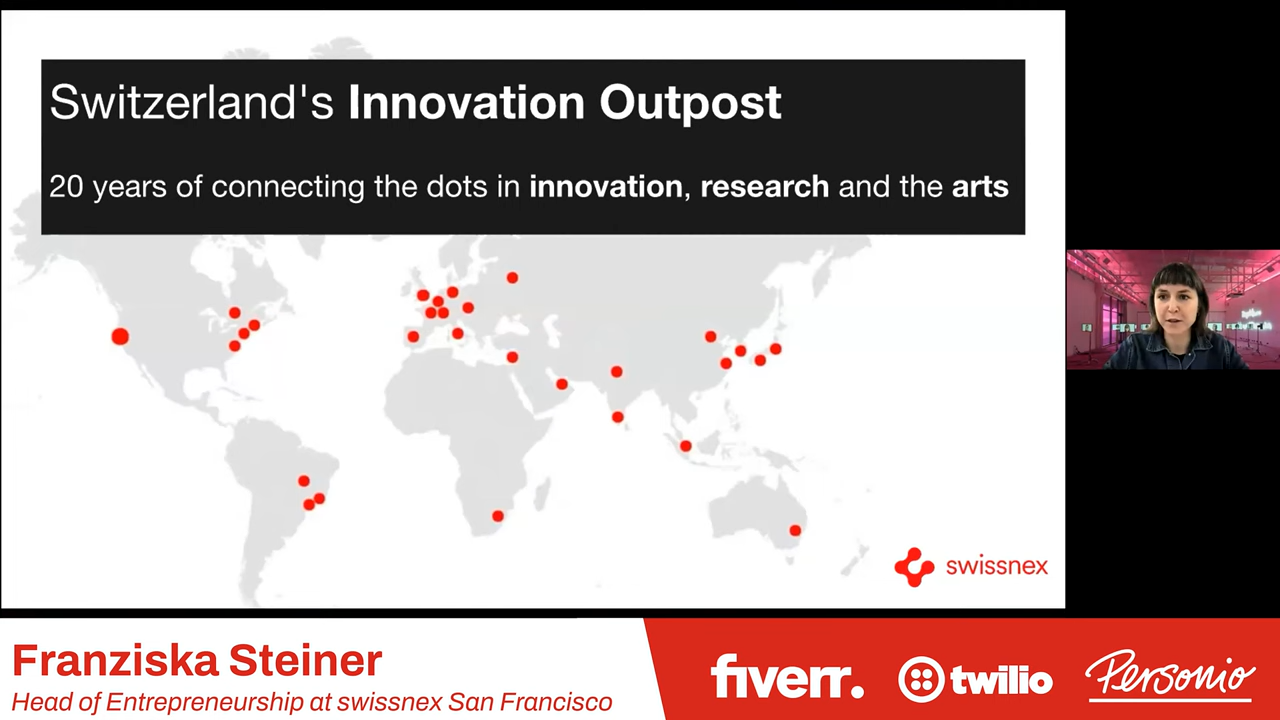 Switzerland's Innovation Outpost
20 years of connecting the dots in innovation, research and the arts
swissnex
Franziska Steiner
Head of Entrepreneurship at swissnex San Francisco
fiverr.
twilio
Personio